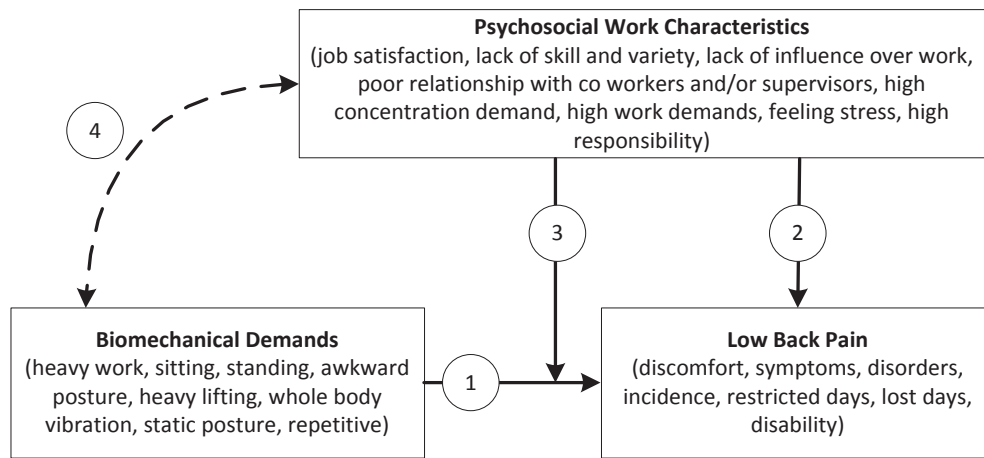 Psychosocial Work Characteristics
(job satisfaction, lack of skill and variety, lack of influence over work,
poor relationship with co workers and/or supervisors, high
concentration demand, high work demands, feeling stress, high
responsibility)
4
3
2
Biomechanical Demands
(heavy work, sitting, standing, awkward
posture, heavy lifting, whole body
vibration, static posture, repetitive)
1
Low Back Pain
(discomfort, symptoms, disorders,
incidence, restricted days, lost days,
disability)